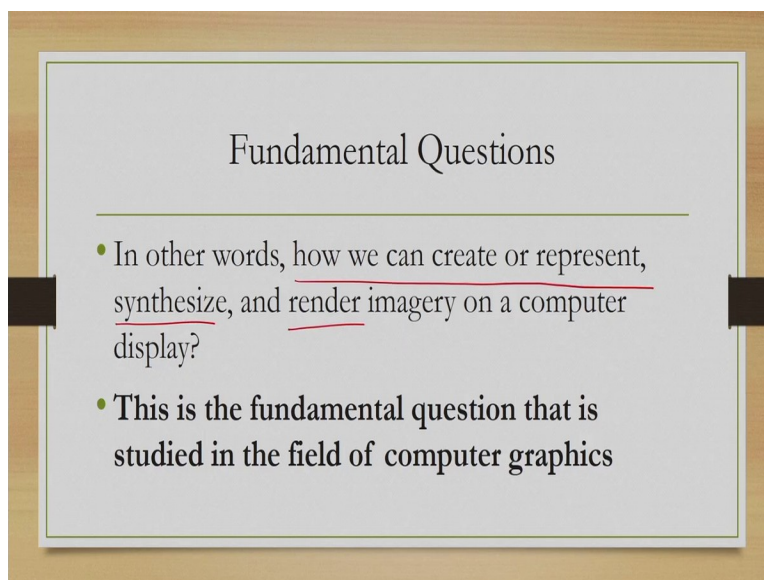 Fundamental Questions
• In other words, how we can create or represent,
synthesize, and render imagery on a computer
display?
• This is the fundamental question that is
studied in the field of computer graphics